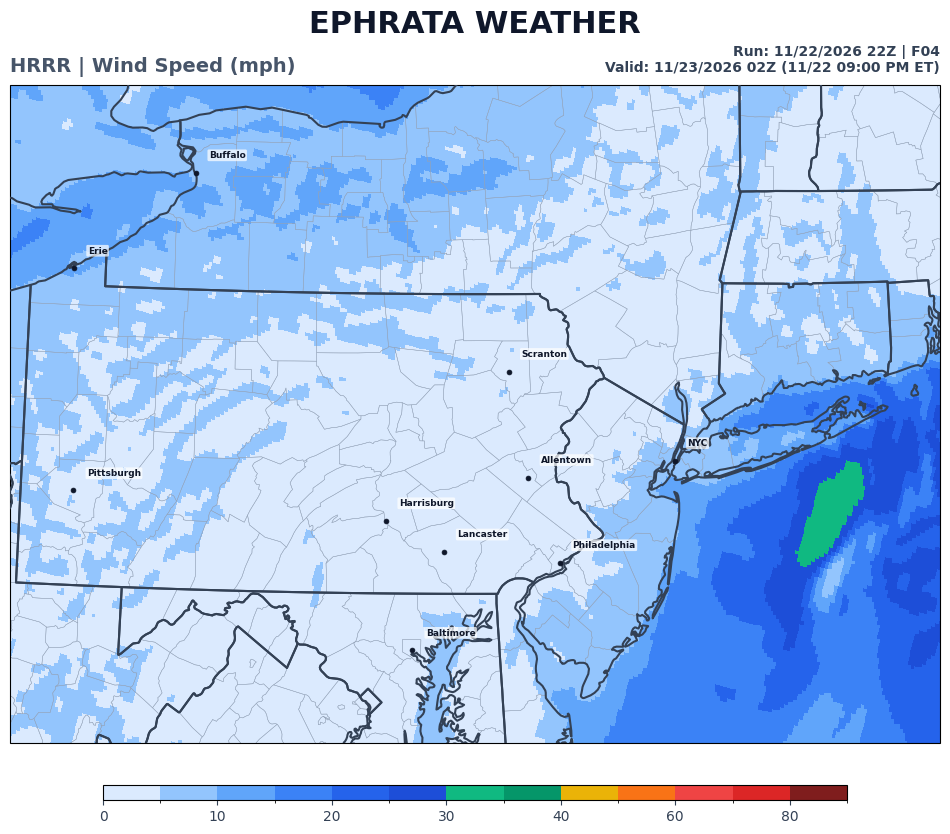 EPHRATA WEATHER
HRRR | Wind Speed (mph)
Run: 11/22/2026 22Z | F04
Valid: 11/23/2026 02Z (11/22 09:00 PM ET)
Buffalo
Erie
Scranton
NYC
Allentown
Pittsburgh
Harrisburg
Lancaster
Philadelphia
Baltimore
0 10 20 30 40 50 60 70 80